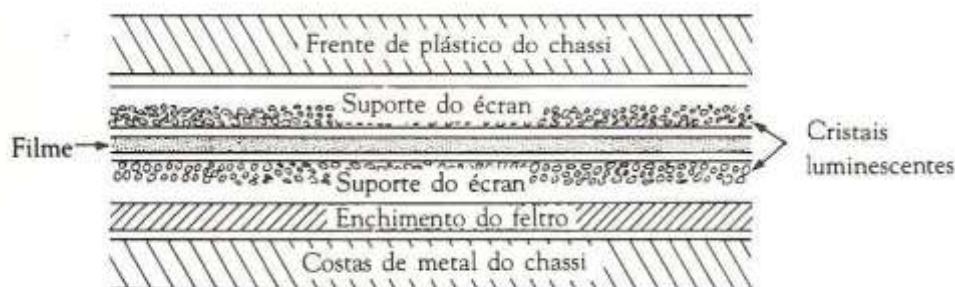 Frente de plástico do chassi
Suporte do écran
Filme
Cristais
luminescentes
Suporte do écran
Enchimento do feltro
Costas de metal do chassi